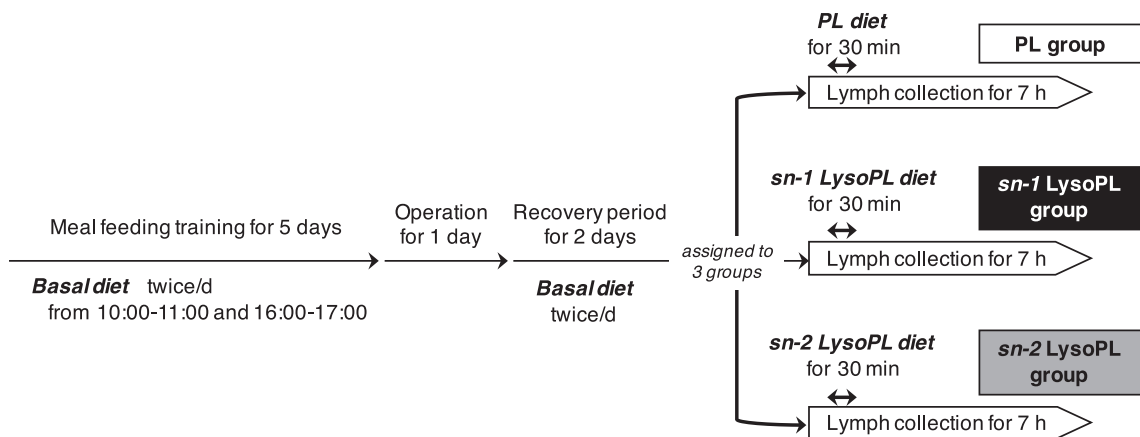 PL diet
for 30 min
PL group
Lymph collection for 7 h
Meal feeding training for 5 days
Basal diet twice/d
from 10:00-11:00 and 16:00-17:00
Operation
for 1 day
Recovery period
for 2 days
Basal diet
twice/d
assigned to
3 groups
sn-1 LysoPL diet
for 30 min
sn-1 LysoPL
group
Lymph collection for 7 h
sn-2 LysoPL diet
for 30 min
sn-2 LysoPL
group
Lymph collection for 7 h